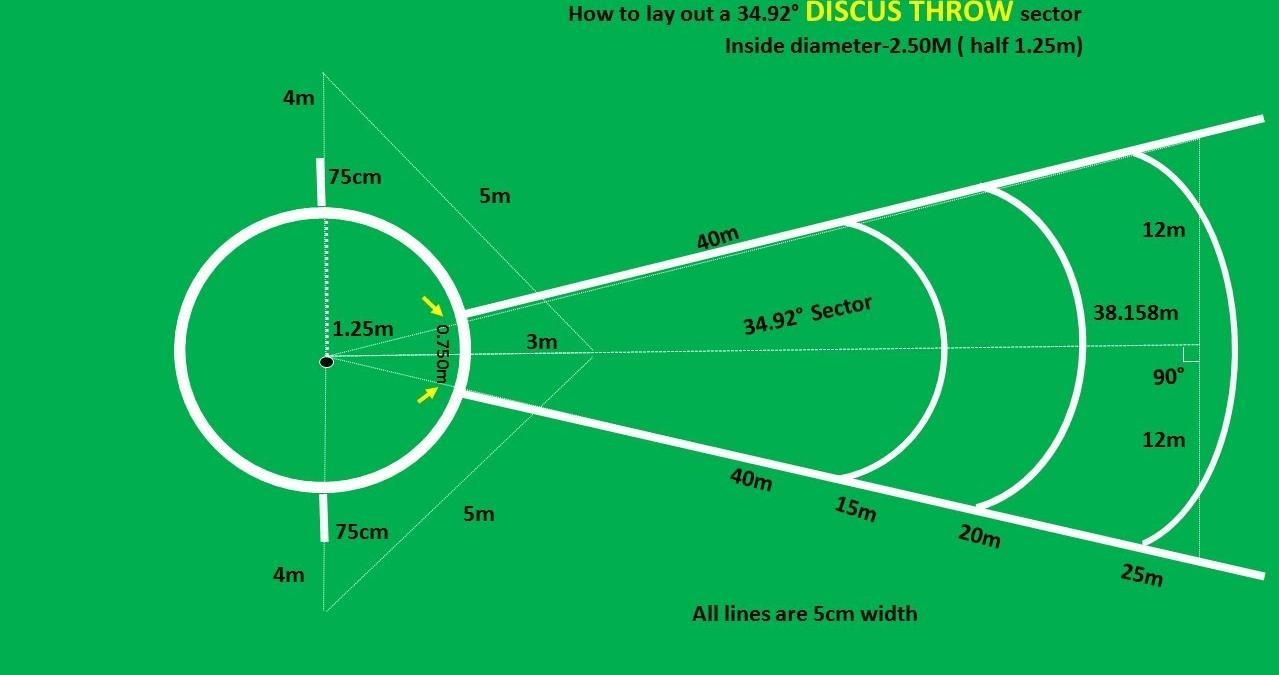 How to lay out a 34.92° DISCUS THROW sector
Inside diameter-2.50M ( half 1.25m)
4m
75cm
5m
40m
12m
1.25m
0.750m
3m
34.92° Sector
38.158m
90°
12m
40m
15m
20m
25m
5m
75cm
4m
All lines are 5cm width